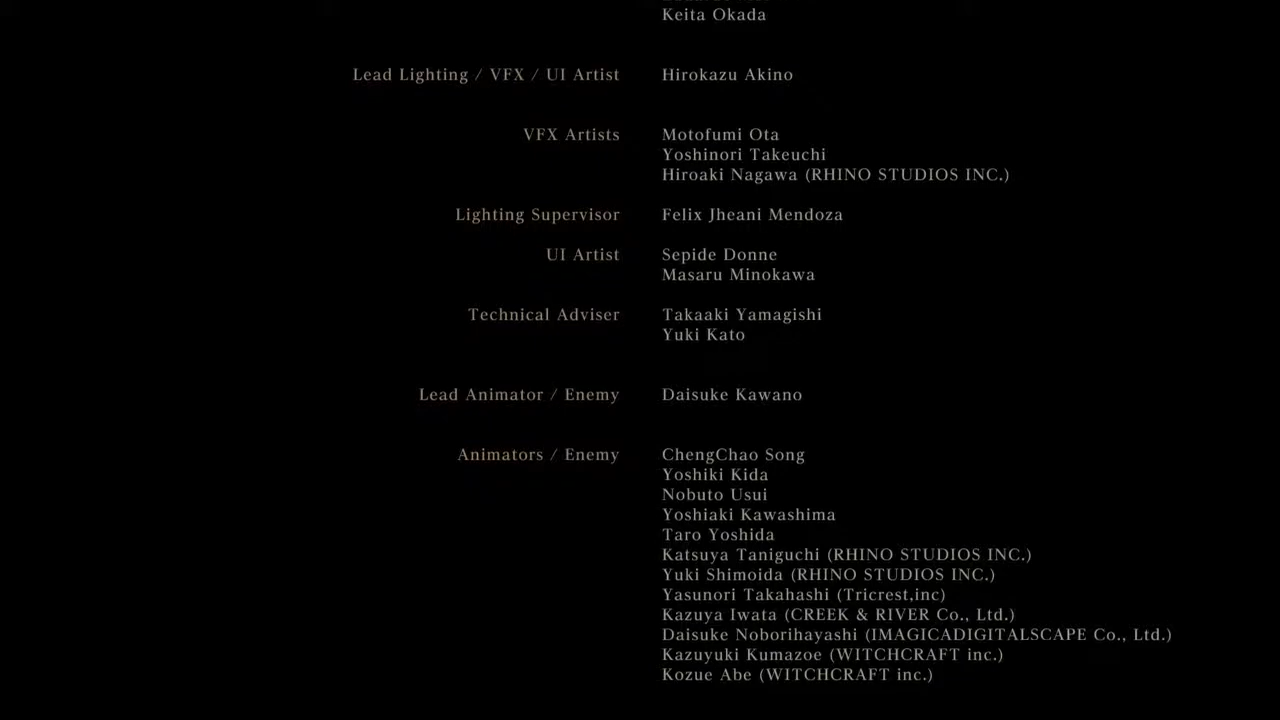 Keita Okada
Lead Lighting / VFX / UI Artist Hirokazu Akino
VFX Artists Motofumi Ota
Yoshinori Takeuchi
Hiroaki Nagawa (RHINO STUDIOS INC.)
Lighting Supervisor Felix Jheani Mendoza
UI Artist Sepide Donne
Masaru Minokawa
Technical Adviser Takaaki Yamagishi
Yuki Kato
Lead Animator / Enemy Daisuke Kawano
Animators / Enemy ChengChao Song
Yoshiki Kida
Nobuto Usui
Yoshiaki Kawashima
Taro Yoshida
Katsuya Taniguchi (RHINO STUDIOS INC.)
Yuki Shimoida (RHINO STUDIOS INC.)
Yasunori Takahashi (Tricrest,inc)
Kazuya Iwata (CREEK & RIVER Co., Ltd.)
Daisuke Noborihayashi (IMAGICADIGITALSCAPE Co., Ltd.)
Kazuyuki Kumazoe (WITCHCRAFT inc.)
Kozue Abe (WITCHCRAFT inc.)